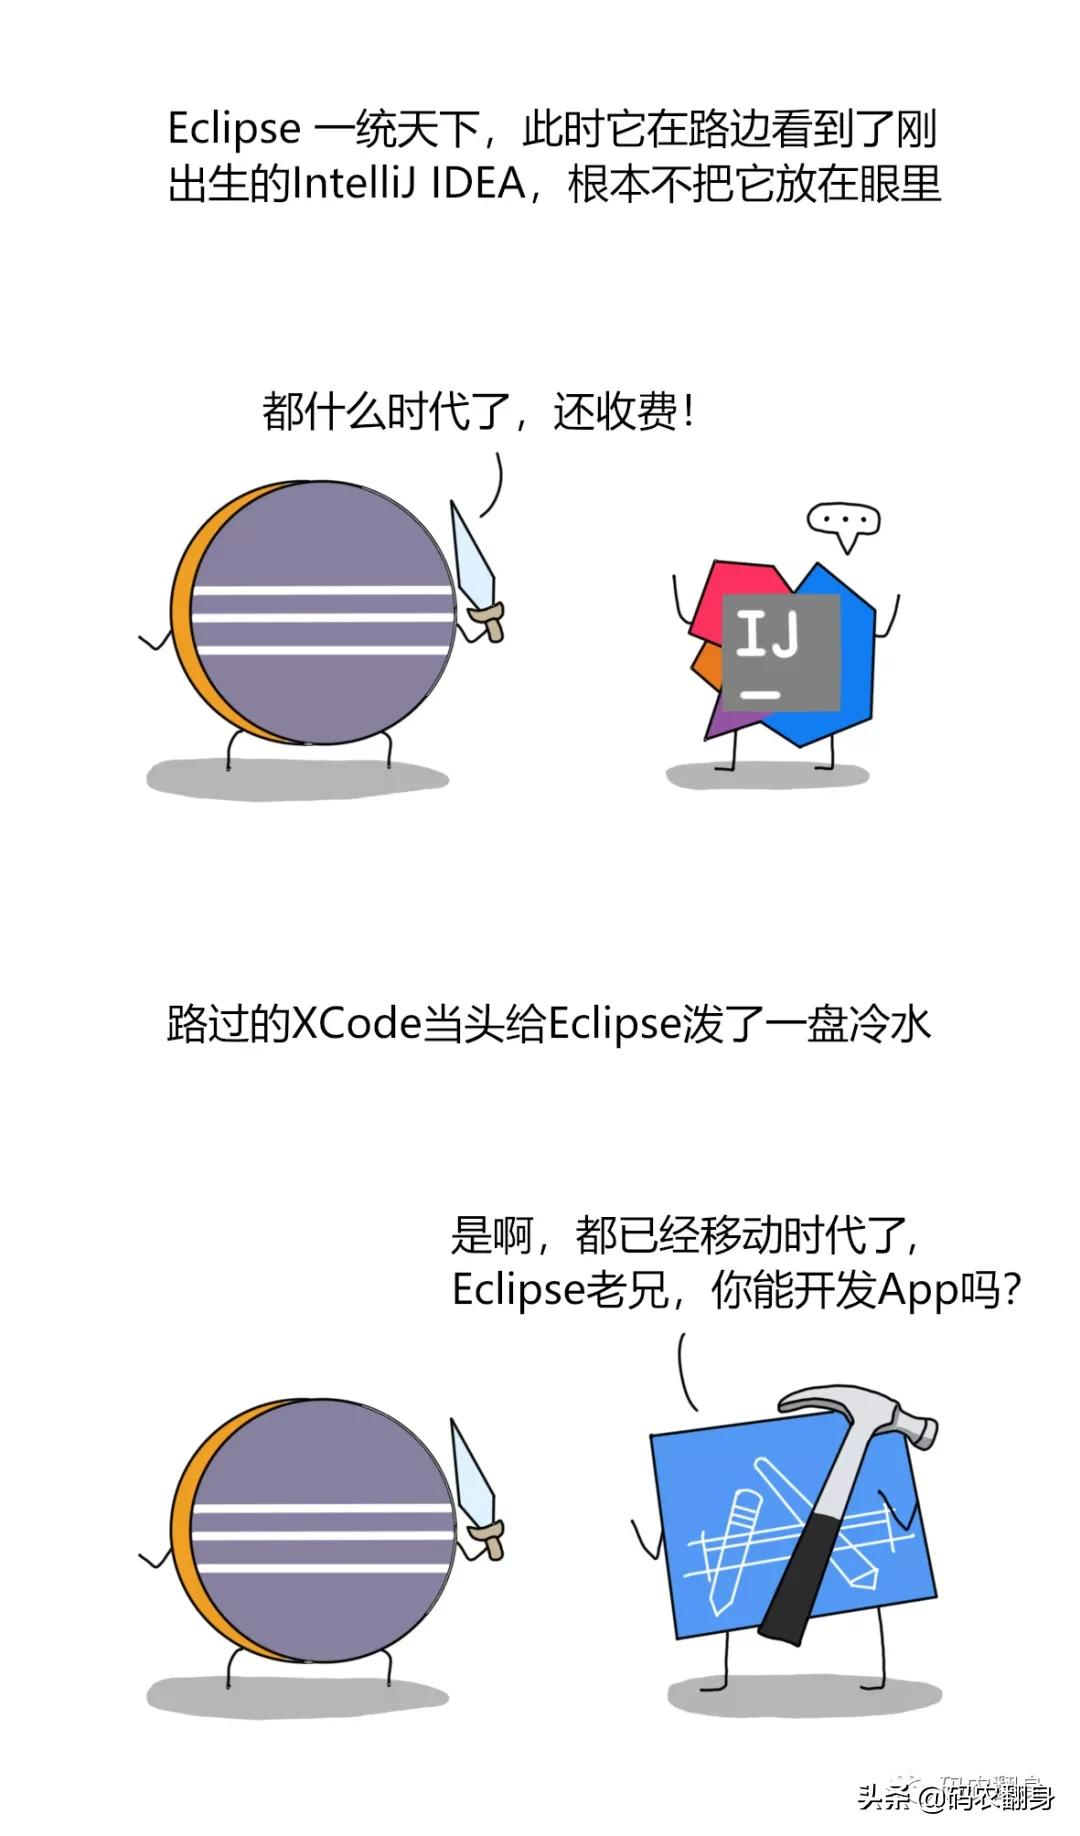 Eclipse 一统天下，此时它在路边看到了刚
出生的IntelliJ IDEA，根本不把它放在眼里
都什么时代了，还收费！
IJ
路过的XCode当头给Eclipse泼了一盘冷水
是啊，都已经移动时代了，
Eclipse老兄，你能开发App吗？
码农翻身
头条 @码农翻身